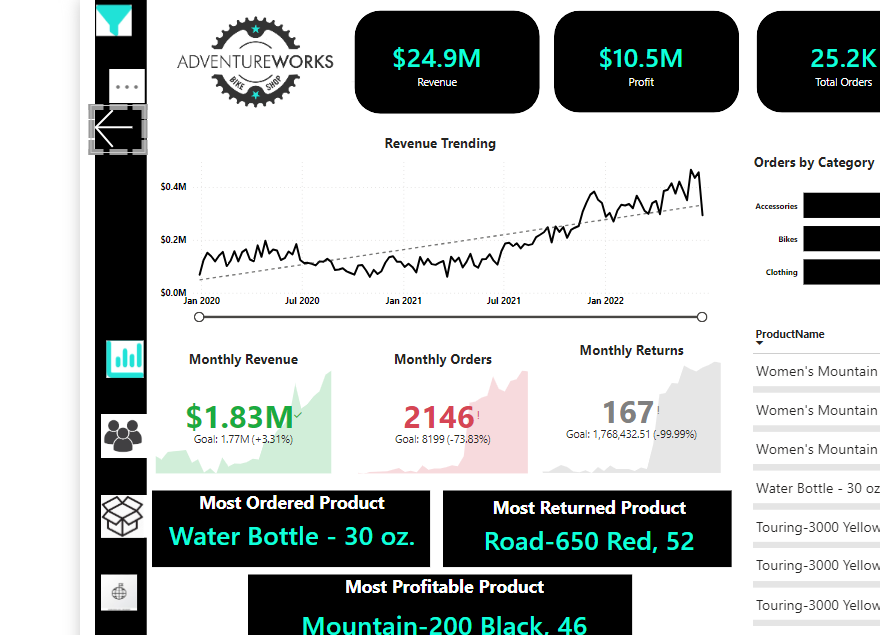 ADVENTUREWORKS
BIKE SHOP
$24.9M
Revenue
$10.5M
Profit
25.2K
Total Orders
Revenue Trending
$0.4M
$0.2M
$0.0M
Jan 2020
Jul 2020
Jan 2021
Jul 2021
Jan 2022
Orders by Category
Accessories
Bikes
Clothing
Monthly Revenue
$1.83M
Goal: 1.77M (+3.31%)
Monthly Orders
2146!
Goal: 8199 (-73.83%)
Monthly Returns
167!
Goal: 1,768,432.51 (-99.99%)
ProductName
Women's Mountain
Women's Mountain
Women's Mountain
Water Bottle - 30 oz
Touring-3000 Yellow
Touring-3000 Yellow
Touring-3000 Yellow
Most Ordered Product
Water Bottle - 30 oz.
Most Returned Product
Road-650 Red, 52
Most Profitable Product
Mountain-200 Black, 46